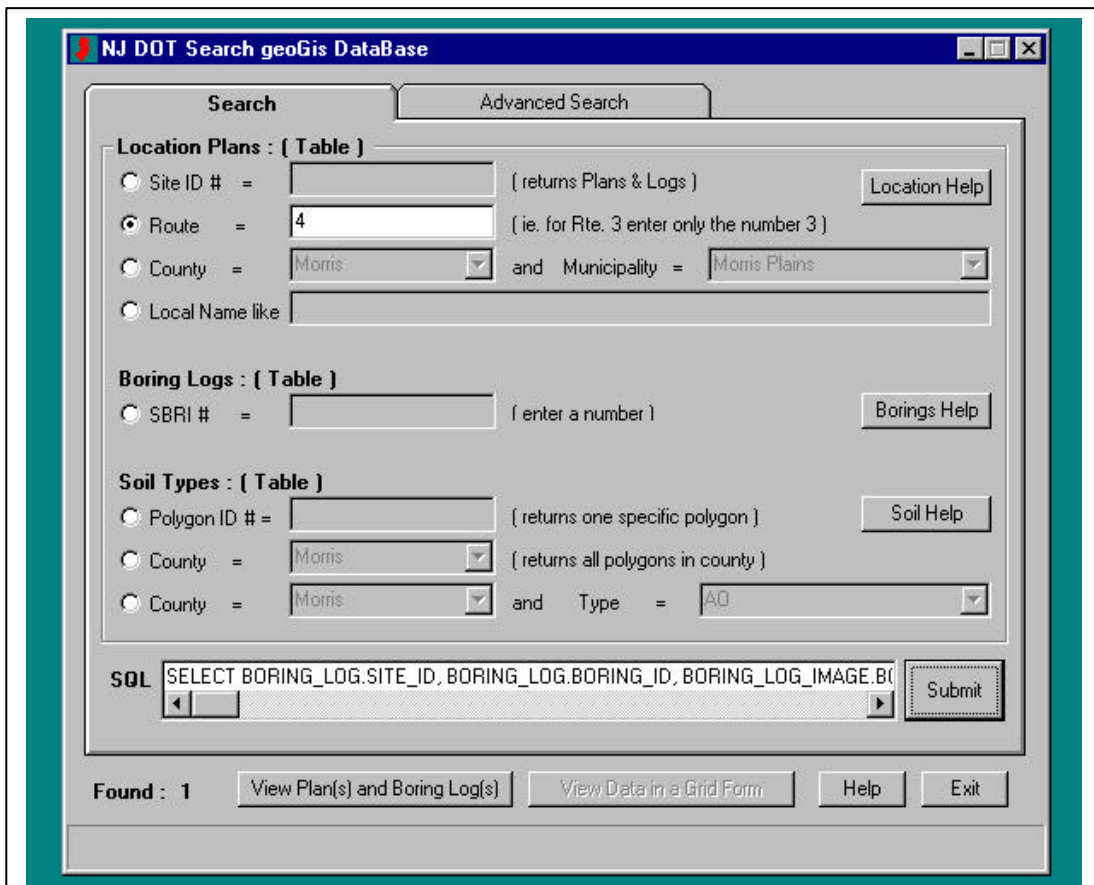 NJ DOT Search geoGis DataBase
Search Advanced Search
Location Plans : ( Table )
Site ID # = ( returns Plans & Logs ) Location Help
Route = 4 ( ie. for Rte. 3 enter only the number 3 )
County = Morris and Municipality = Morris Plains
Local Name like
Boring Logs : ( Table )
SBRI # = ( enter a number ) Borings Help
Soil Types : ( Table )
Polygon ID # = ( returns one specific polygon ) Soil Help
County = Morris ( returns all polygons in county )
County = Morris and Type = AO
SQL SELECT BORING_LOG.SITE_ID, BORING_LOG.BORING_ID, BORING_LOG_IMAGE.BO Submit
Found : 1 View Plan(s) and Boring Log(s) View Data in a Grid Form Help Exit